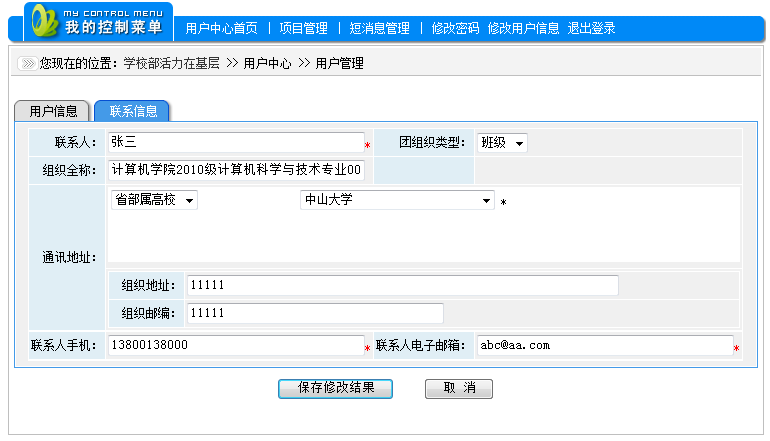 MY CONTROL MENU
我的控制菜单
用户中心首页 | 项目管理 | 短消息管理 | 修改密码 修改用户信息 退出登录
您现在的位置：学校部活力在基层 >> 用户中心 >> 用户管理
用户信息 联系信息
联系人： 张三 * 团组织类型： 班级
组织全称： 计算机学院2010级计算机科学与技术专业00
省部属高校 中山大学 *
通讯地址：
组织地址： 11111
组织邮编： 11111
联系人手机： 13800138000 * 联系人电子邮箱： abc@aa.com *
保存修改结果 取 消